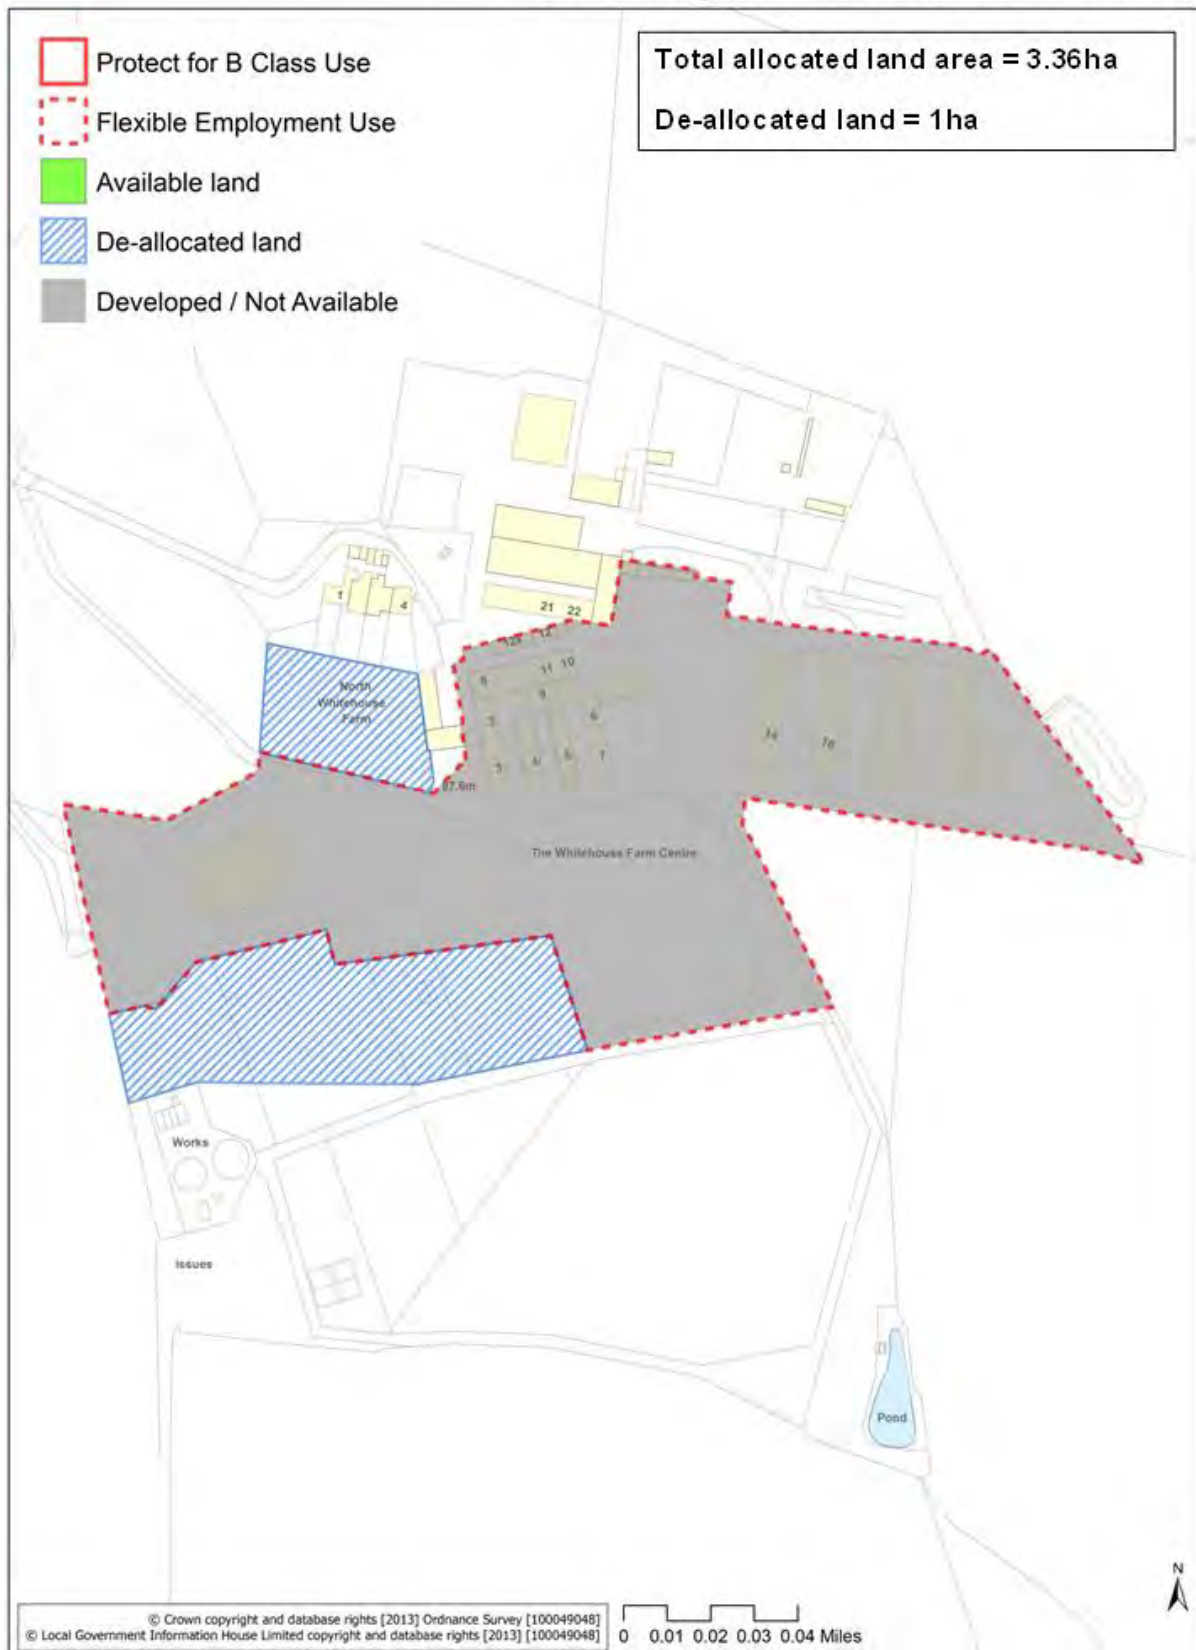 Protect for B Class Use
Flexible Employment Use
Available land
De-allocated land
Developed / Not Available
Total allocated land area = 3.36ha
De-allocated land = 1ha
1
4
21
22
12a
12
11
10
8
9
6
3
4
5
7
14
16
North
Whitehouse
Farm
97.6m
The Whitehouse Farm Centre
Works
Issues
Pond
N
© Crown copyright and database rights [2013] Ordnance Survey [100049048]
© Local Government Information House Limited copyright and database rights [2013] [100049048]
0 0.01 0.02 0.03 0.04 Miles